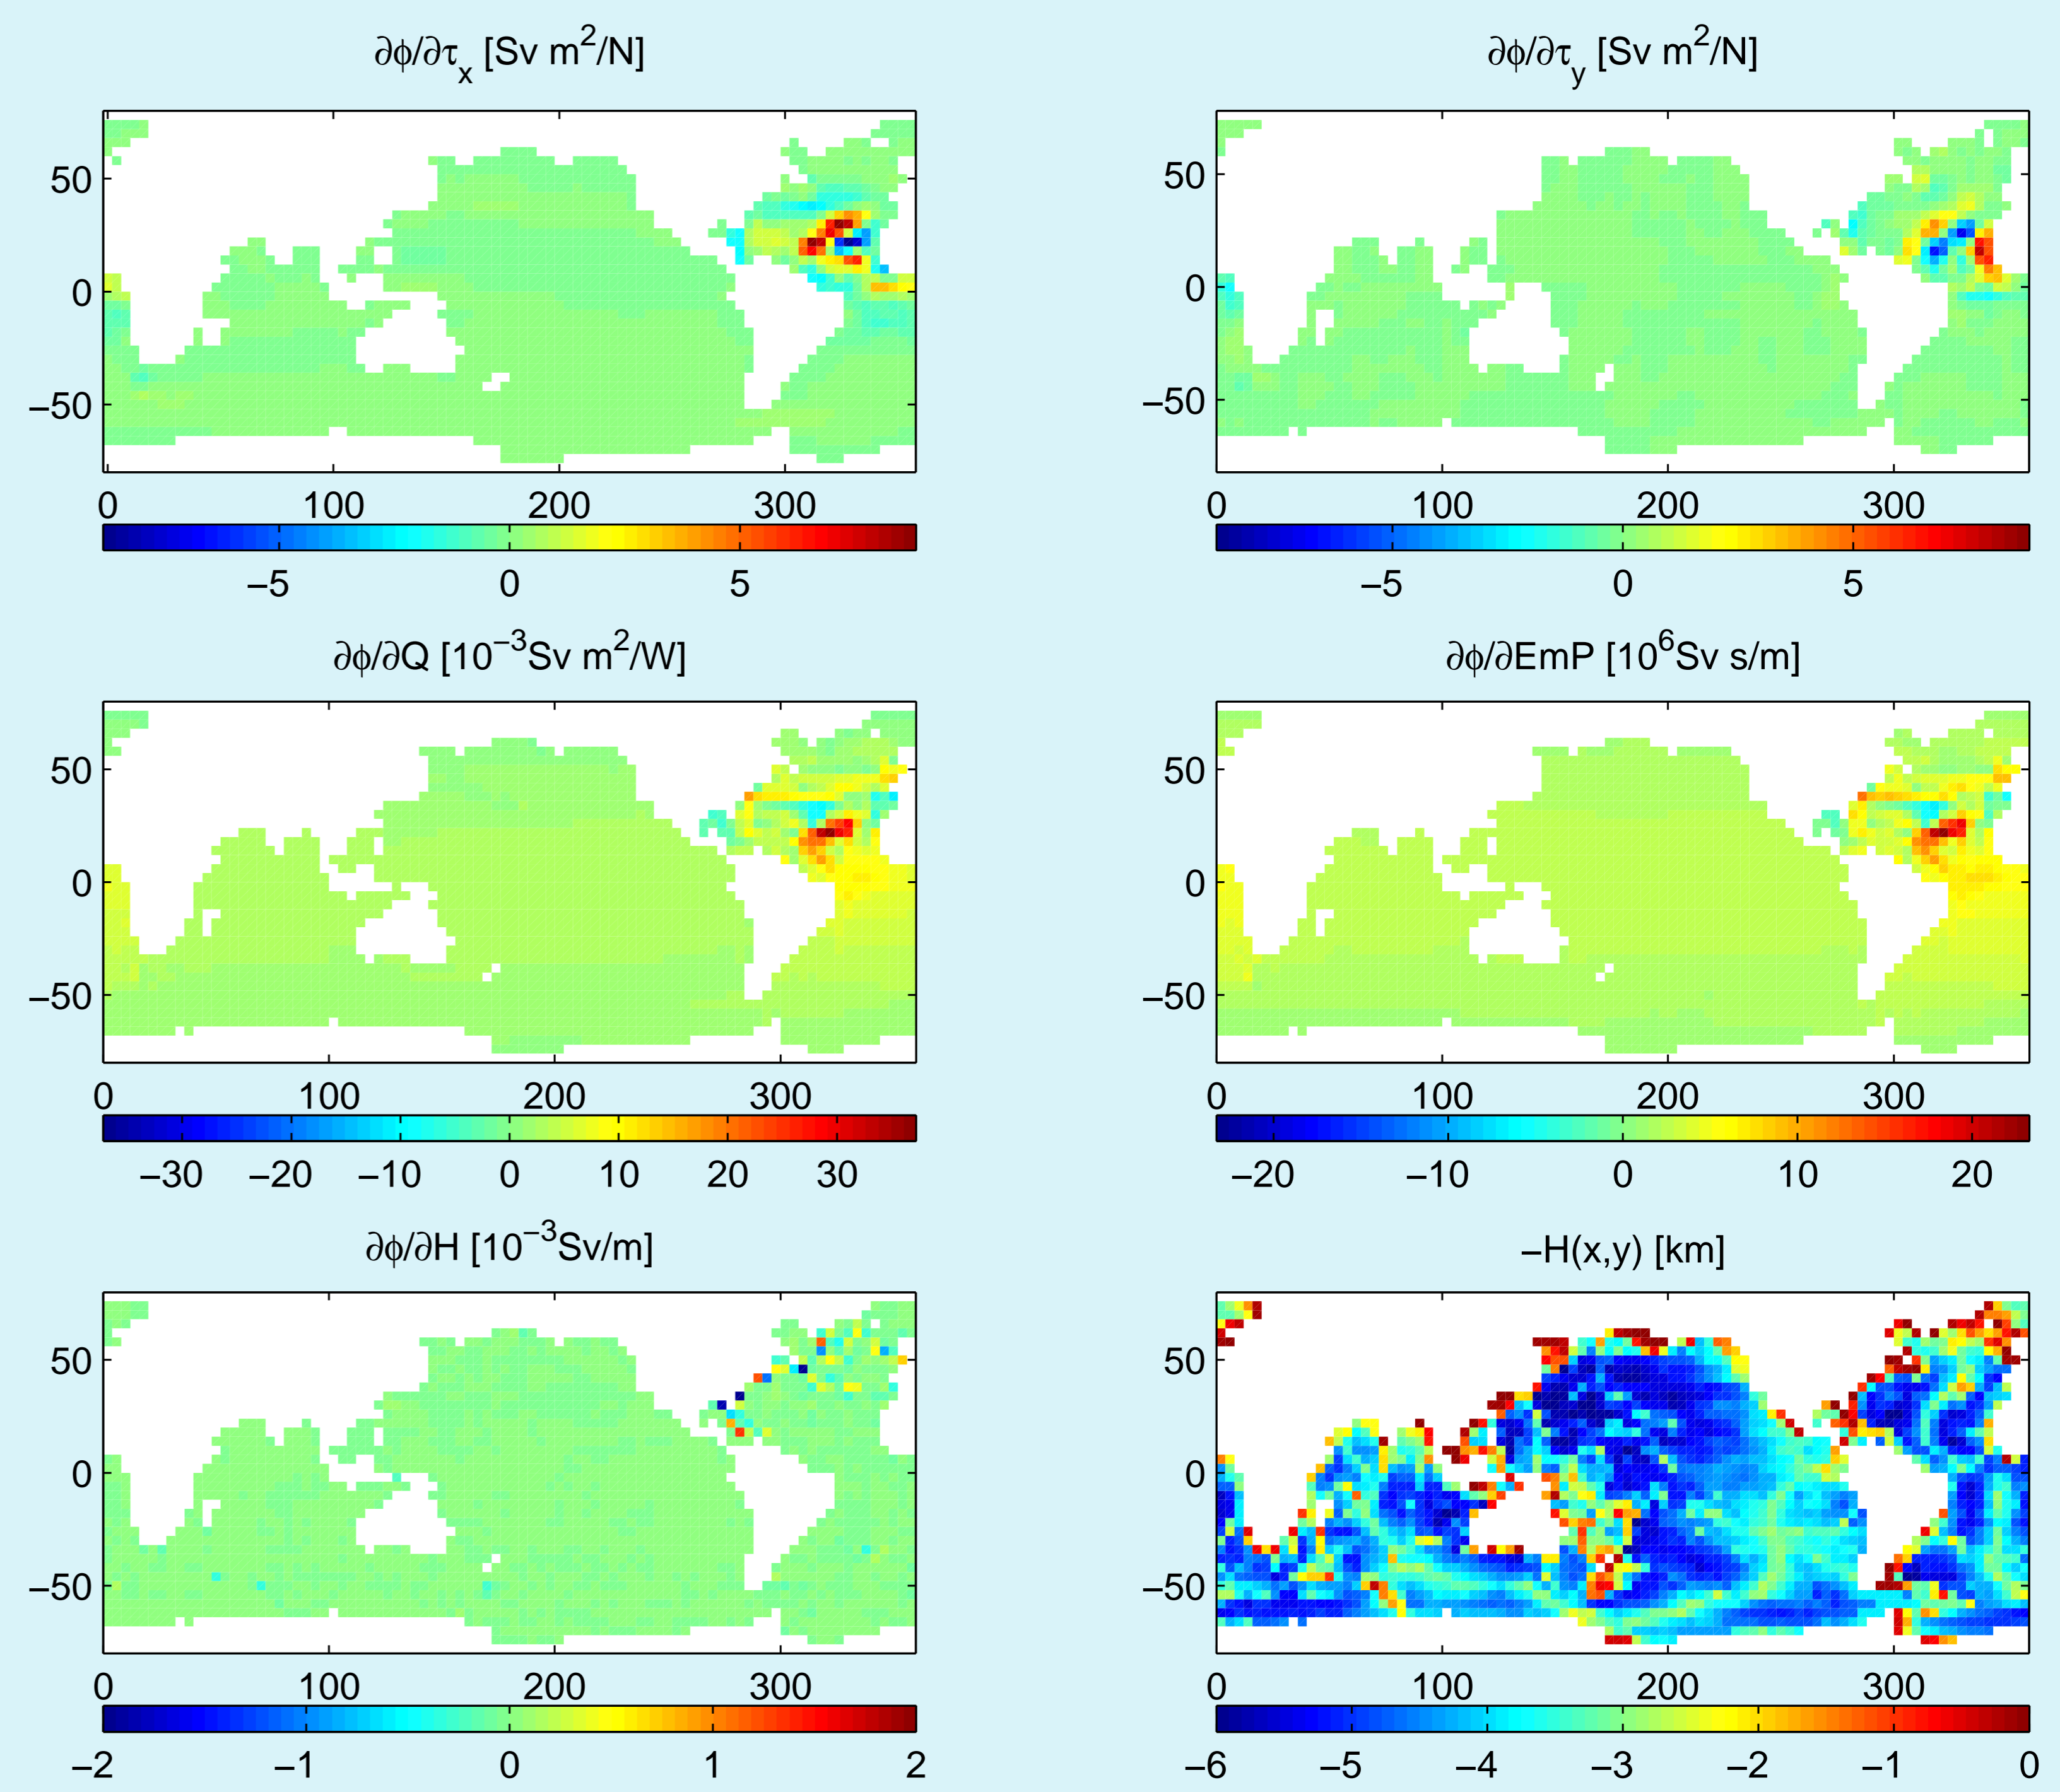 ∂ϕ/∂τx [Sv m²/N]
∂ϕ/∂τy [Sv m²/N]
50
0
−50
0 100 200 300
−5 0 5
50
0
−50
0 100 200 300
−5 0 5
∂ϕ/∂Q [10⁻³Sv m²/W]
∂ϕ/∂EmP [10⁶Sv s/m]
50
0
−50
0 100 200 300
−30 −20 −10 0 10 20 30
50
0
−50
0 100 200 300
−20 −10 0 10 20
∂ϕ/∂H [10⁻³Sv/m]
−H(x,y) [km]
50
0
−50
0 100 200 300
−2 −1 0 1 2
50
0
−50
0 100 200 300
−6 −5 −4 −3 −2 −1 0